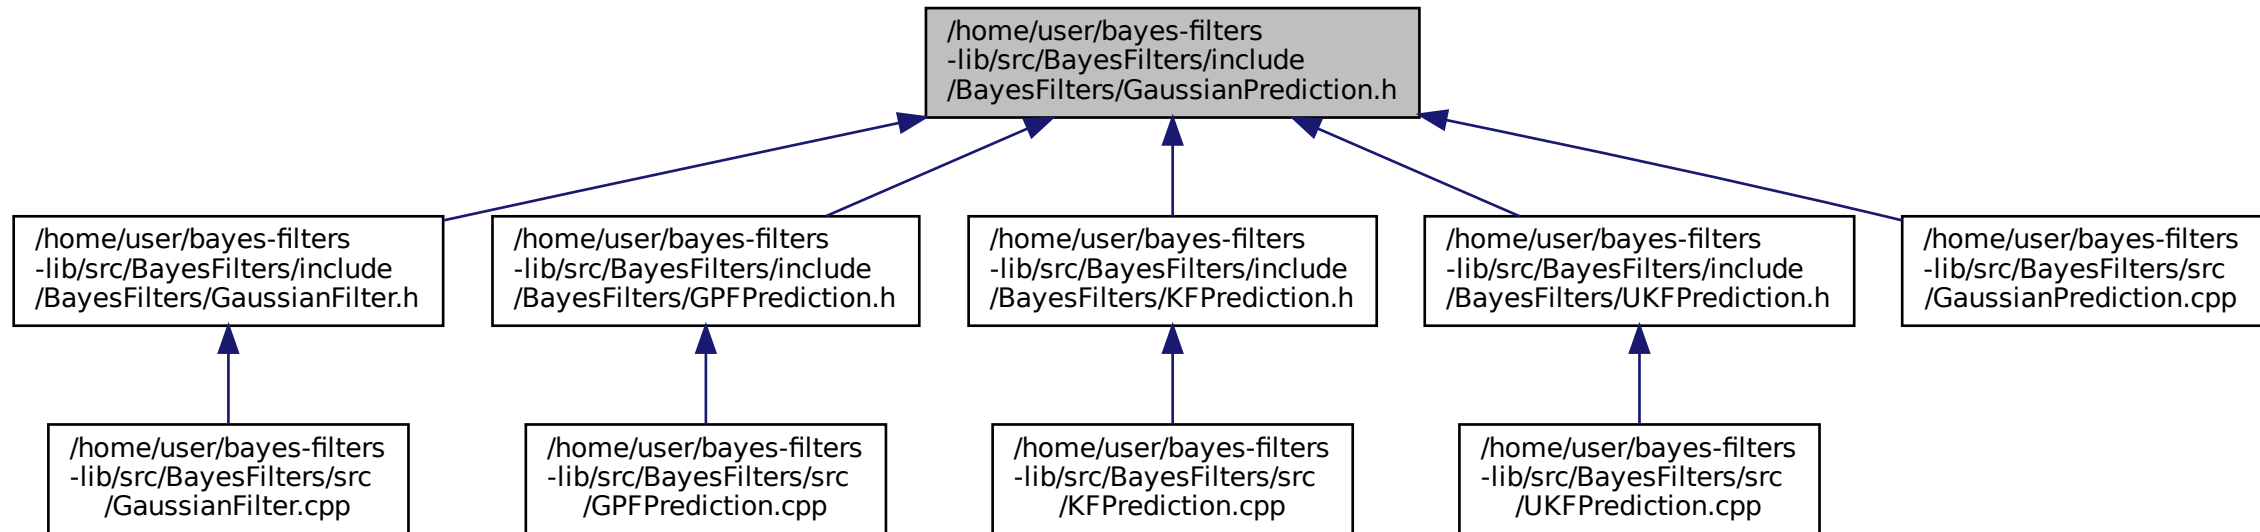 /home/user/bayes-filters
-lib/src/BayesFilters/include
/BayesFilters/GaussianPrediction.h
/home/user/bayes-filters
-lib/src/BayesFilters/include
/BayesFilters/GaussianFilter.h
/home/user/bayes-filters
-lib/src/BayesFilters/include
/BayesFilters/GPFPrediction.h
/home/user/bayes-filters
-lib/src/BayesFilters/include
/BayesFilters/KFPrediction.h
/home/user/bayes-filters
-lib/src/BayesFilters/include
/BayesFilters/UKFPrediction.h
/home/user/bayes-filters
-lib/src/BayesFilters/src
/GaussianPrediction.cpp
/home/user/bayes-filters
-lib/src/BayesFilters/src
/GaussianFilter.cpp
/home/user/bayes-filters
-lib/src/BayesFilters/src
/GPFPrediction.cpp
/home/user/bayes-filters
-lib/src/BayesFilters/src
/KFPrediction.cpp
/home/user/bayes-filters
-lib/src/BayesFilters/src
/UKFPrediction.cpp